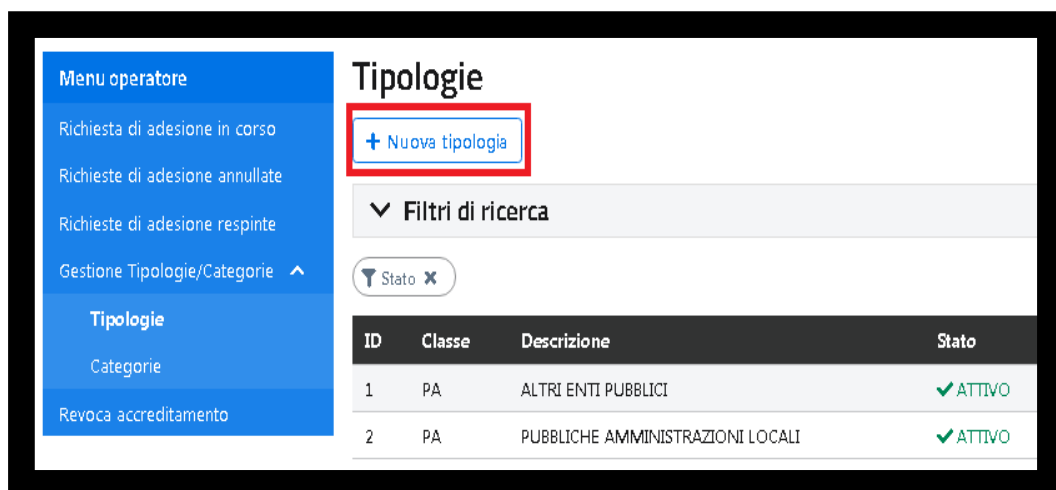 Menu operatore
Richiesta di adesione in corso
Richieste di adesione annullate
Richieste di adesione respinte
Gestione Tipologie/Categorie
Tipologie
Categorie
Revoca accreditamento
Tipologie
+ Nuova tipologia
Filtri di ricerca
Stato ✖
ID Classe Descrizione Stato
1 PA ALTRI ENTI PUBBLICI ✔ATTIVO
2 PA PUBBLICHE AMMINISTRAZIONI LOCALI ✔ATTIVO